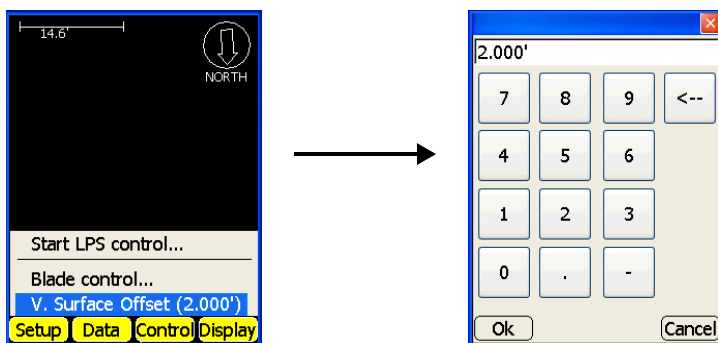 14.6'
NORTH
Start LPS control...
Blade control...
V. Surface Offset (2.000')
Setup Data Control Display
2.000'
7 8 9 <--
4 5 6
1 2 3
0 . -
Ok Cancel